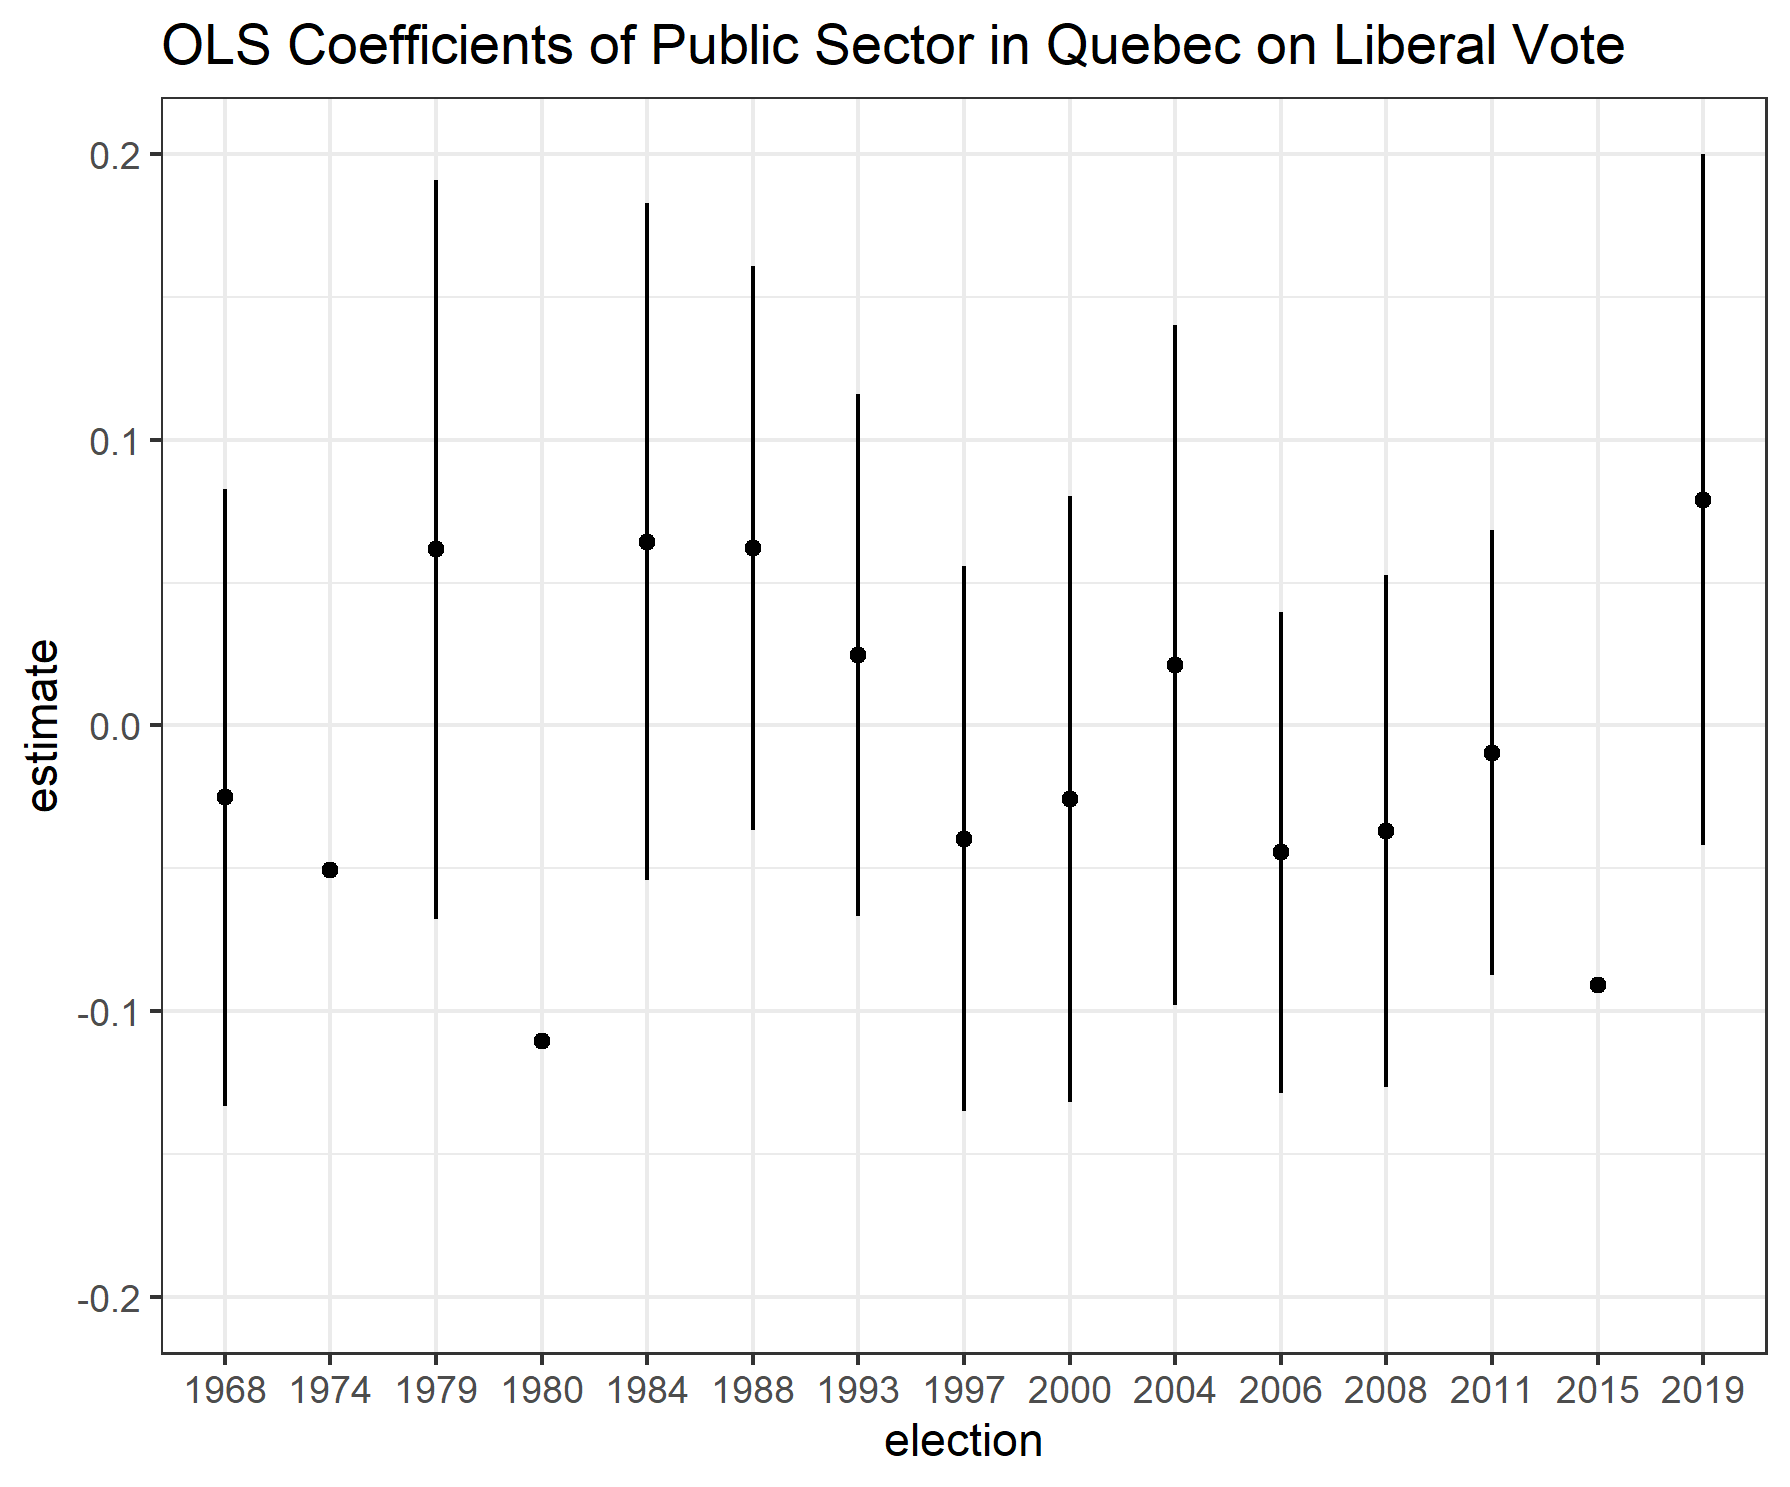 OLS Coefficients of Public Sector in Quebec on Liberal Vote
estimate
0.2
0.1
0.0
-0.1
-0.2
1968 1974 1979 1980 1984 1988 1993 1997 2000 2004 2006 2008 2011 2015 2019
election